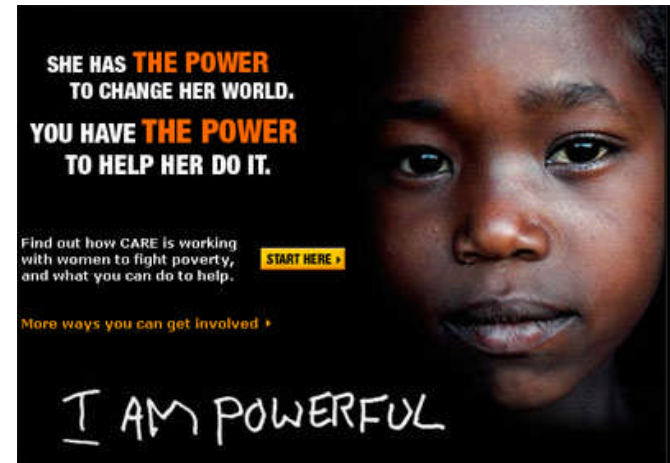 SHE HAS THE POWER
TO CHANGE HER WORLD.
YOU HAVE THE POWER
TO HELP HER DO IT.
Find out how CARE is working
with women to fight poverty,
and what you can do to help.
START HERE
More ways you can get involved
I AM POWERFUL